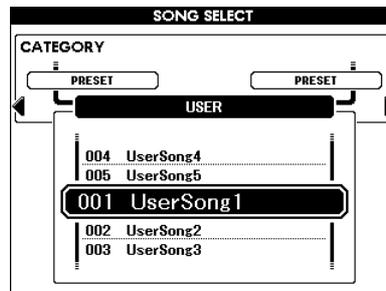 SONG SELECT
CATEGORY
PRESET PRESET
USER
004 UserSong4
005 UserSong5
001 UserSong1
002 UserSong2
003 UserSong3